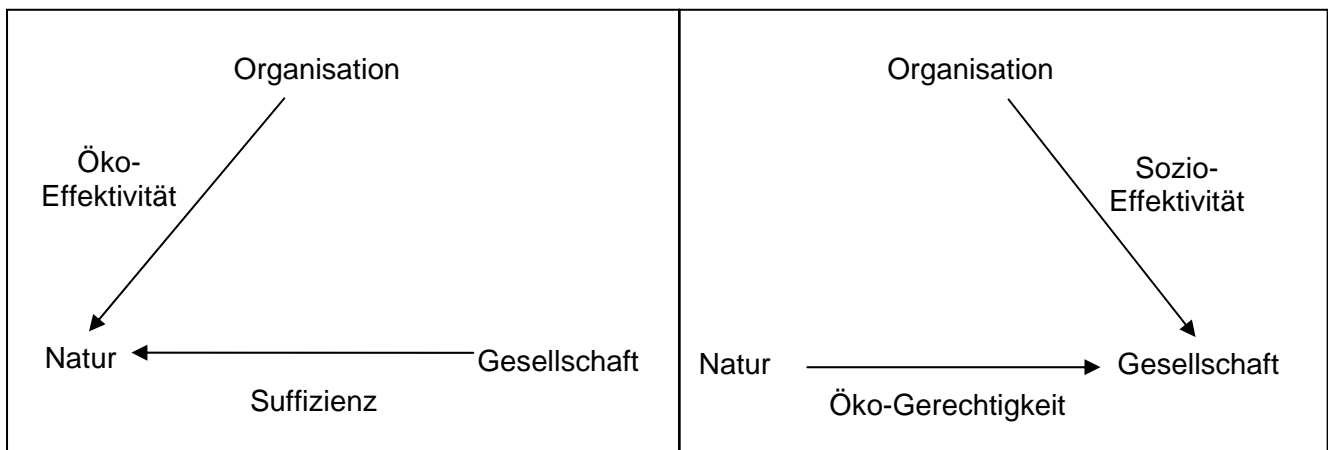 Organisation
Öko-
Effektivität
Natur
Gesellschaft
Suffizienz
Organisation
Sozio-
Effektivität
Natur
Gesellschaft
Öko-Gerechtigkeit